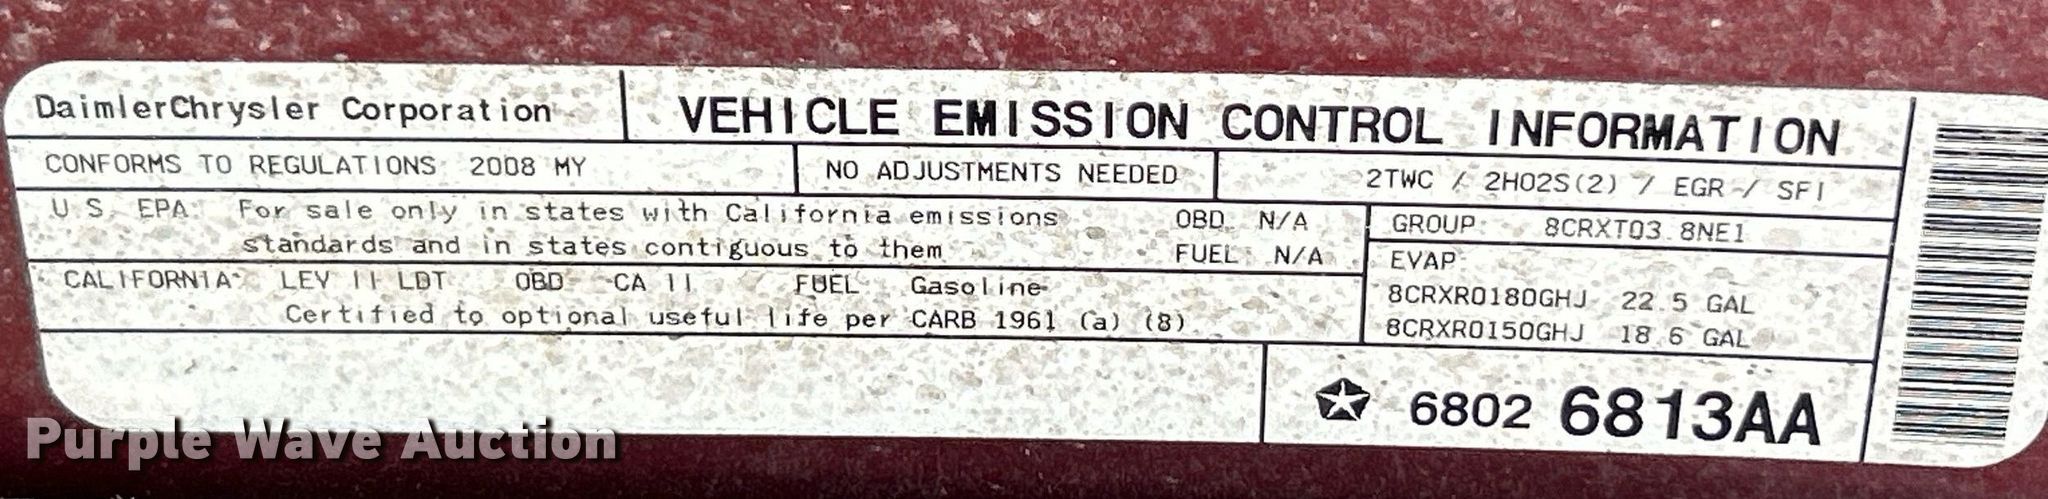 DaimlerChrysler Corporation
VEHICLE EMISSION CONTROL INFORMATION
CONFORMS TO REGULATIONS 2008 MY
NO ADJUSTMENTS NEEDED
2TWC / 2HO2S(2) / EGR / SFI
U.S. EPA: For sale only in states with California emissions
standards and in states contiguous to them
OBD: N/A
FUEL: N/A
GROUP: 8CRXT03.8NE1
EVAP:
8CRXR0180GHJ 22.5 GAL
8CRXR0150GHJ 18.6 GAL
CALIFORNIA: LEV II LDT OBD: CA II FUEL: Gasoline
Certified to optional useful life per CARB 1961 (a) (8)
6802 6813AA
Purple Wave Auction